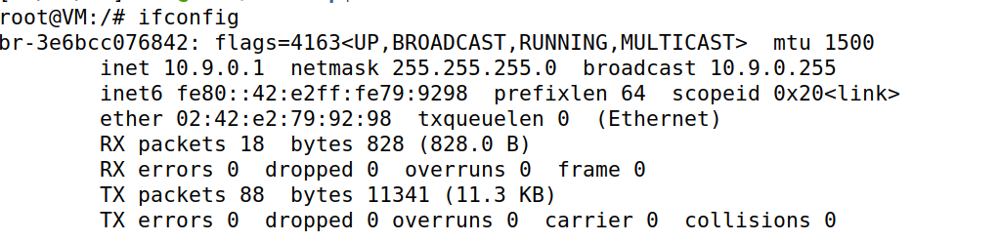 root@VM:/# ifconfig
br-3e6bcc076842: flags=4163<UP,BROADCAST,RUNNING,MULTICAST>  mtu 1500
        inet 10.9.0.1  netmask 255.255.255.0  broadcast 10.9.0.255
        inet6 fe80::42:e2ff:fe79:9298  prefixlen 64  scopeid 0x20<link>
        ether 02:42:e2:79:92:98  txqueuelen 0  (Ethernet)
        RX packets 18  bytes 828 (828.0 B)
        RX errors 0  dropped 0  overruns 0  frame 0
        TX packets 88  bytes 11341 (11.3 KB)
        TX errors 0  dropped 0 overruns 0  carrier 0  collisions 0